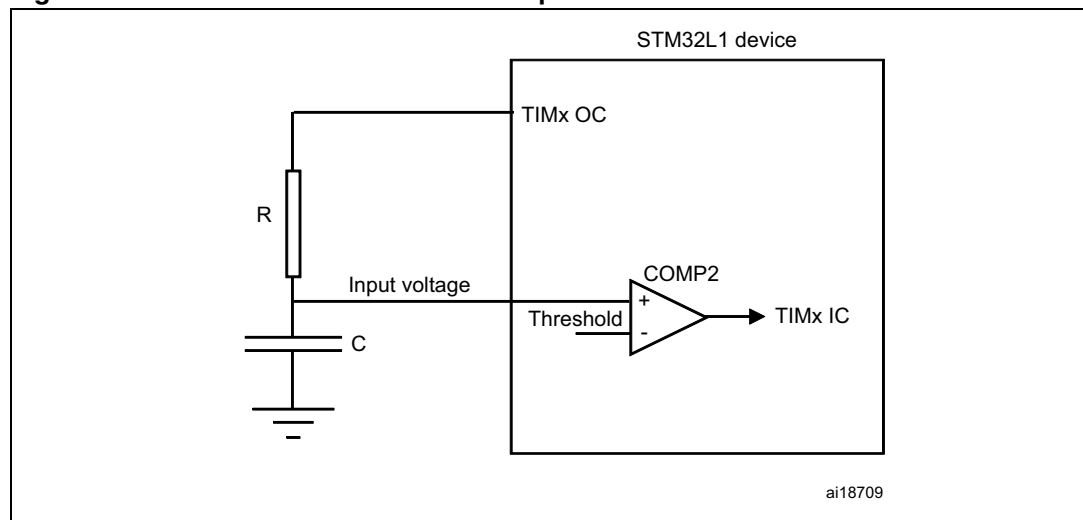 STM32L1 device
TIMx OC
R
Input voltage
COMP2
+
Threshold
-
TIMx IC
C
ai18709